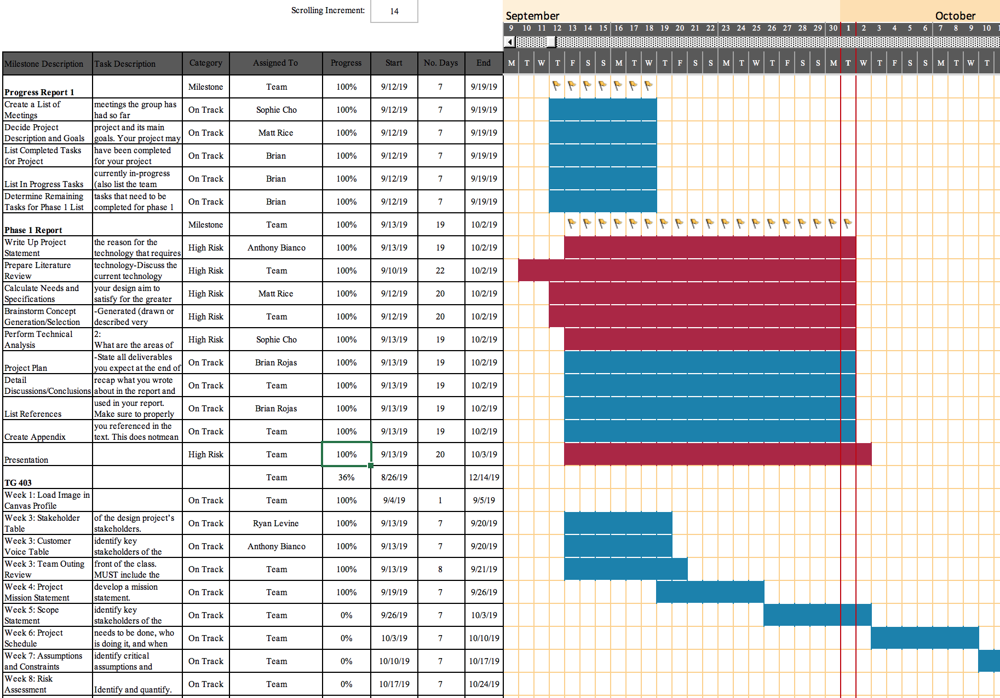 Scrolling Increment: 14
September October
9 10 11 12 13 14 15 16 17 18 19 20 21 22 23 24 25 26 27 28 29 30 1 2 3 4 5 6 7 8 9 10
Milestone Description Task Description Category Assigned To Progress Start No. Days End M T W T F S S M T W T F S S M T W T F S S M T W T F S S M T W T
Progress Report 1 Milestone Team 100% 9/12/19 7 9/19/19
Create a List of meetings the group has
Meetings had so far On Track Sophie Cho 100% 9/12/19 7 9/19/19
Decide Project project and its main
Description and Goals goals. Your project may On Track Matt Rice 100% 9/12/19 7 9/19/19
List Completed Tasks have been completed
for Project for your project On Track Brian 100% 9/12/19 7 9/19/19
currently in-progress
List In Progress Tasks (also list the team On Track Brian 100% 9/12/19 7 9/19/19
Determine Remaining tasks that need to be
Tasks for Phase 1 List completed for phase 1 On Track Brian 100% 9/12/19 7 9/19/19
Phase 1 Report Milestone Team 100% 9/13/19 19 10/2/19
Write Up Project the reason for the
Statement technology that requires High Risk Anthony Bianco 100% 9/13/19 19 10/2/19
Prepare Literature technology-Discuss the
Review current technology High Risk Team 100% 9/10/19 22 10/2/19
Calculate Needs and your design aim to
Specifications satisfy for the greater High Risk Matt Rice 100% 9/12/19 20 10/2/19
Brainstorm Concept -Generated (drawn or
Generation/Selection described very High Risk Team 100% 9/12/19 20 10/2/19
Perform Technical 2:
Analysis What are the areas of High Risk Sophie Cho 100% 9/13/19 19 10/2/19
-State all deliverables
Project Plan you expect at the end of On Track Brian Rojas 100% 9/13/19 19 10/2/19
Detail recap what you wrote
Discussions/Conclusions about in the report and On Track Team 100% 9/13/19 19 10/2/19
used in your report.
List References Make sure to properly On Track Brian Rojas 100% 9/13/19 19 10/2/19
you referenced in the
Create Appendix text. This does notmean On Track Team 100% 9/13/19 19 10/2/19
Presentation High Risk Team 100% 9/13/19 20 10/3/19
TG 403 Team 36% 8/26/19 12/14/19
Week 1: Load Image in
Canvas Profile On Track Team 100% 9/4/19 1 9/5/19
Week 3: Stakeholder of the design project’s
Table stakeholders. On Track Ryan Levine 100% 9/13/19 7 9/20/19
Week 3: Customer identify key
Voice Table stakeholders of the On Track Anthony Bianco 100% 9/13/19 7 9/20/19
Week 3: Team Outing front of the class.
Review MUST include the On Track Team 100% 9/13/19 8 9/21/19
Week 4: Project develop a mission
Mission Statement statement. On Track Team 100% 9/19/19 7 9/26/19
Week 5: Scope identify key
Statement stakeholders of the On Track Team 0% 9/26/19 7 10/3/19
Week 6: Project needs to be done, who
Schedule is doing it, and when On Track Team 0% 10/3/19 7 10/10/19
Week 7: Assumptions identify critical
and Constraints assumptions and On Track Team 0% 10/10/19 7 10/17/19
Week 8: Risk
Assessment Identify and quantify. On Track Team 0% 10/17/19 7 10/24/19